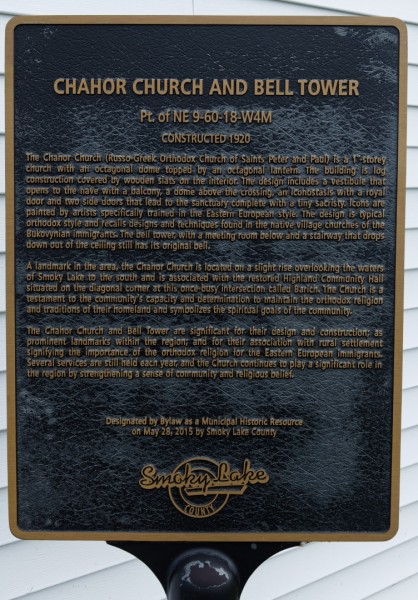 CHAHOR CHURCH AND BELL TOWER
Pt. of NE 9-60-18-W4M
CONSTRUCTED 1920
The Chahor Church (Russo-Greek Orthodox Church of Saints Peter and Paul) is a 1-storey
church with an octagonal dome topped by an octagonal lantern. The building is log
construction covered by wooden slats on the interior. The design includes a vestibule that
opens to the nave with a balcony, a dome above the crossing, an iconostasis with a royal
door and two side doors that lead to the sanctuary complete with a tiny sacristy. Icons are
painted by artists specifically trained in the Eastern European style. The design is typical
orthodox style and recalls designs and techniques found in the native village churches of the
Bukovynian immigrants. The bell tower with a meeting room below and a stairway that drops
down out of the ceiling still has its original bell.
A landmark in the area, the Chahor Church is located on a slight rise overlooking the waters
of Smoky Lake to the south and is associated with the restored Highland Community Hall
situated on the diagonal corner at this once-busy intersection called Barich. The Church is a
testament to the community's capacity and determination to maintain the orthodox religion
and traditions of their homeland and symbolizes the spiritual goals of the community.
The Chahor Church and Bell Tower are significant for their design and construction; as
prominent landmarks within the region; and for their association with rural settlement
signifying the importance of the orthodox religion for the Eastern European immigrants.
Several services are still held each year, and the Church continues to play a significant role in
the region by strengthening a sense of community and religious belief.
Designated by Bylaw as a Municipal Historic Resource
on May 28, 2015 by Smoky Lake County
Smoky Lake
COUNTY